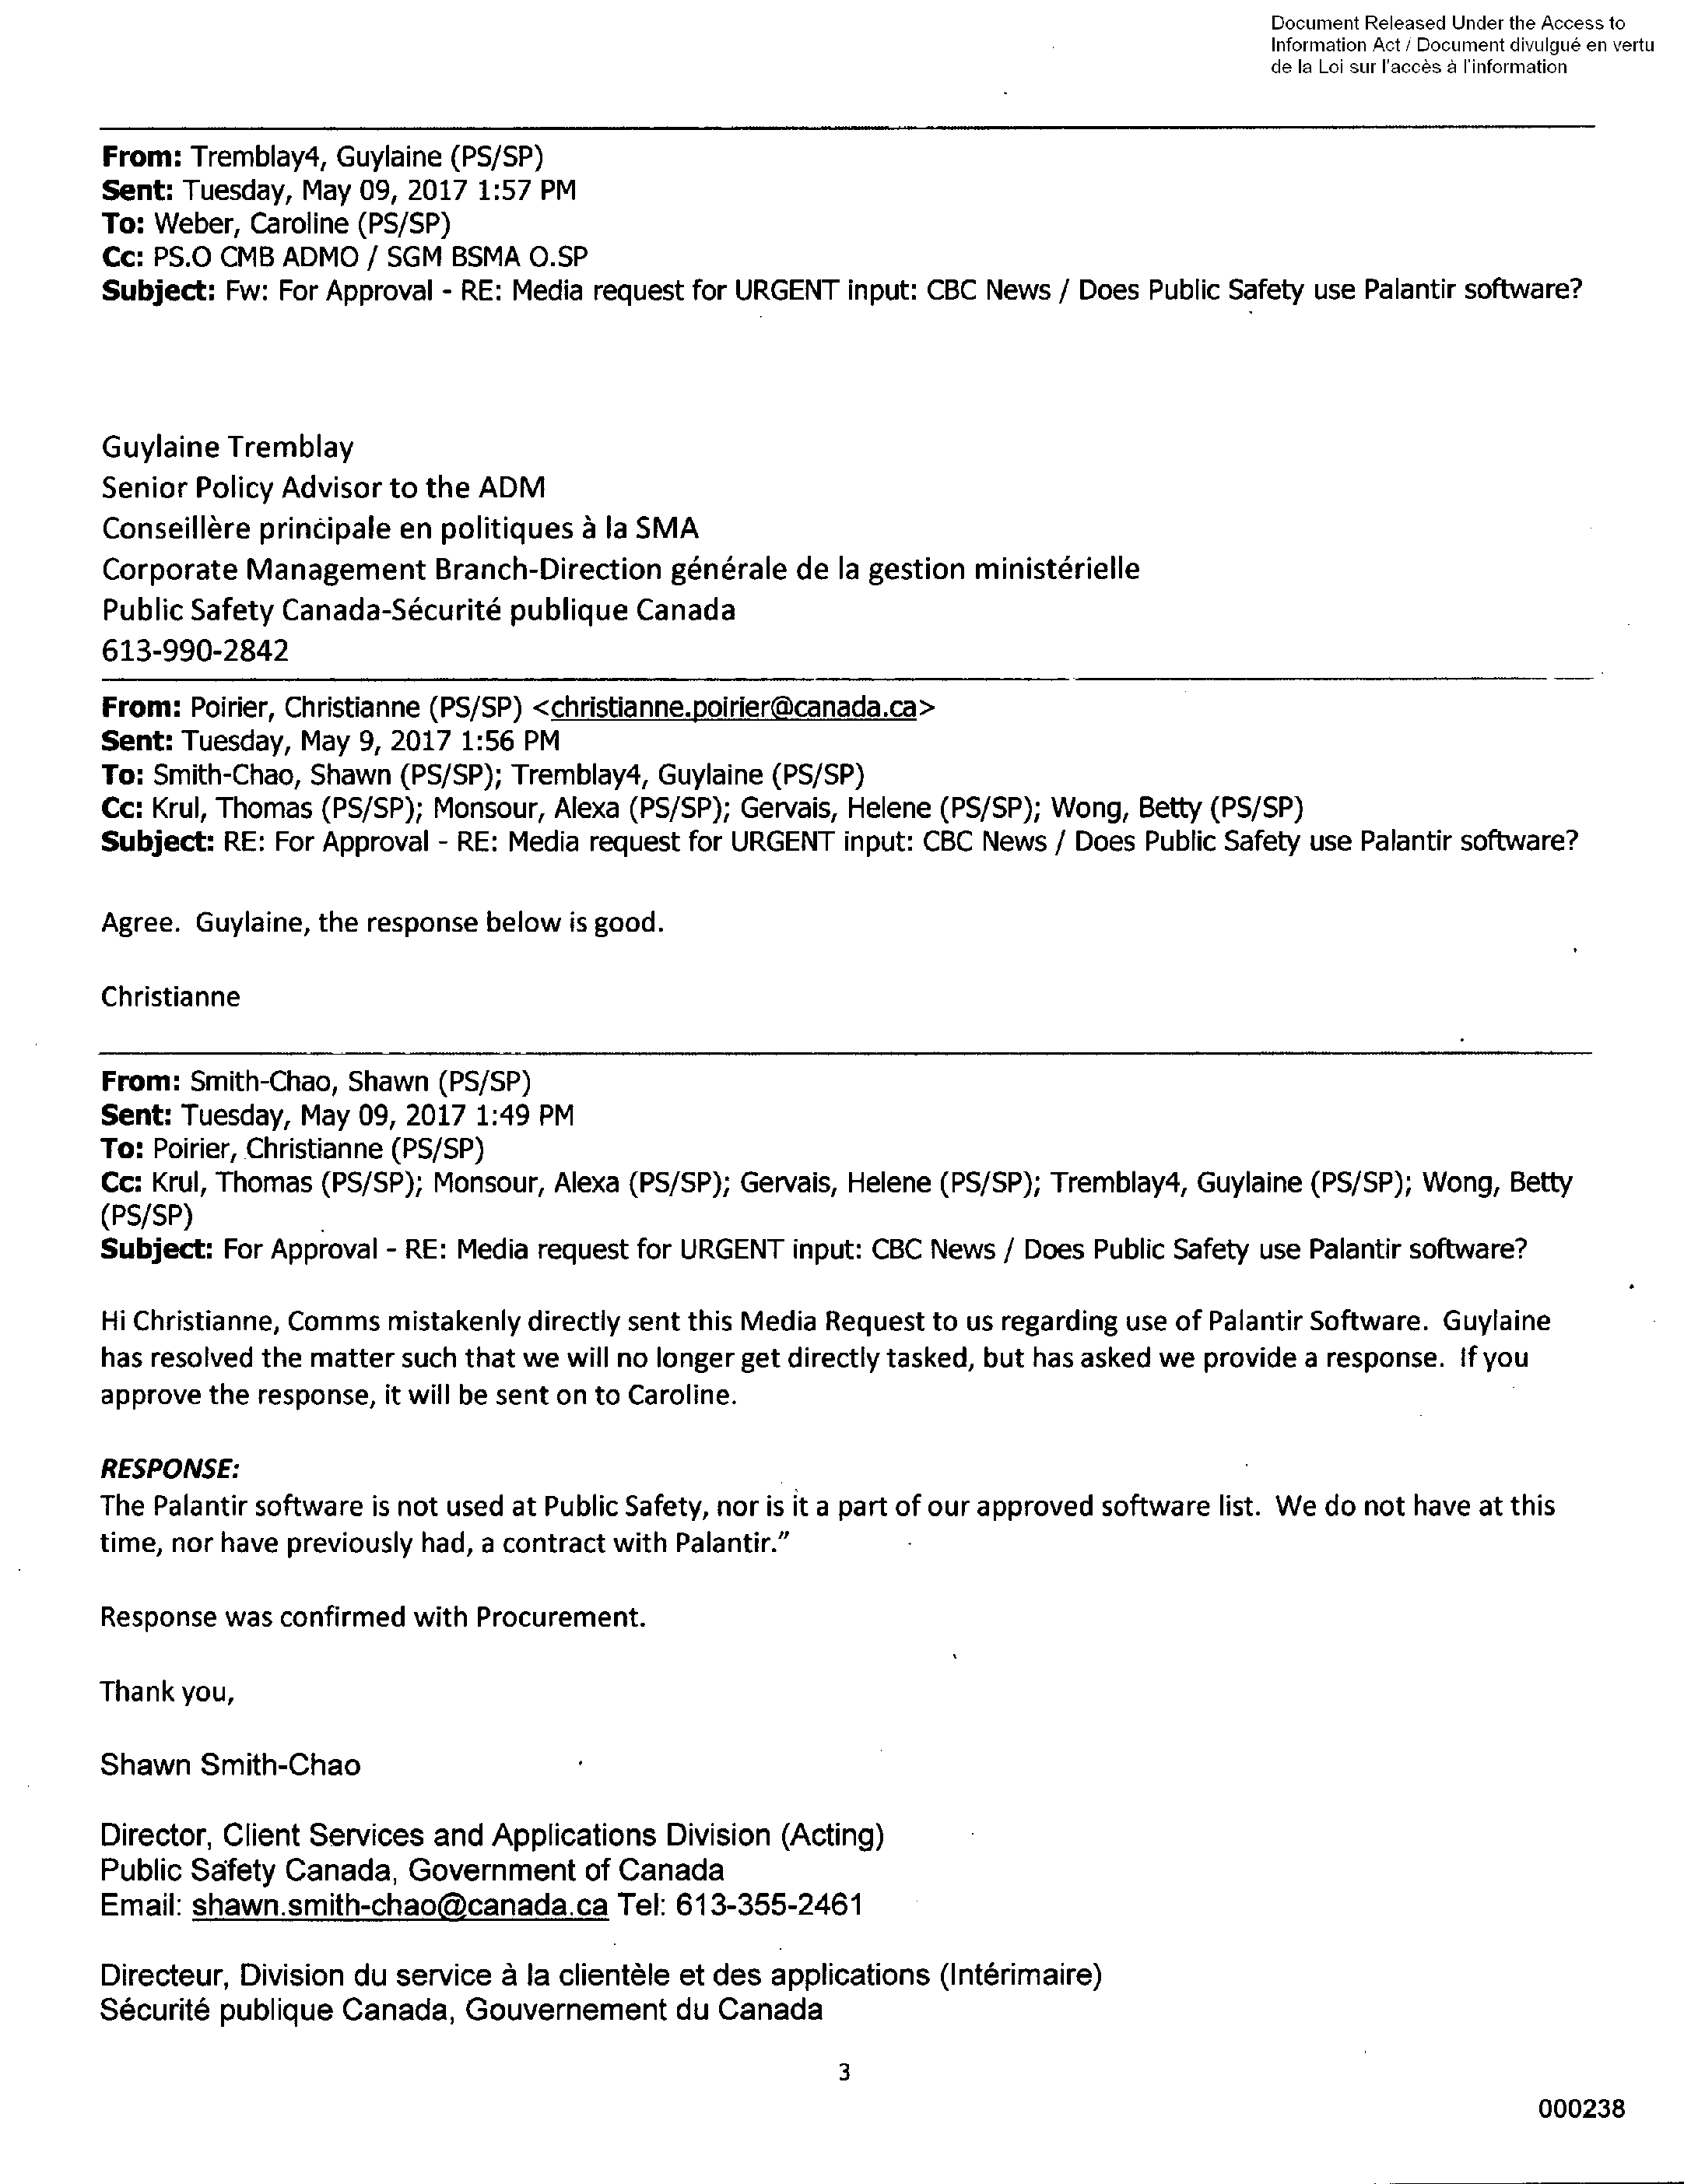 Document Released Under the Access to
Information Act / Document divulgué en vertu
de la Loi sur l'accès à l'information
From: Tremblay4, Guylaine (PS/SP)
Sent: Tuesday, May 09, 2017 1:57 PM
To: Weber, Caroline (PS/SP)
Cc: PS.O CMB ADMO / SGM BSMA O.SP
Subject: Fw: For Approval - RE: Media request for URGENT input: CBC News / Does Public Safety use Palantir software?
Guylaine Tremblay
Senior Policy Advisor to the ADM
Conseillère principale en politiques à la SMA
Corporate Management Branch-Direction générale de la gestion ministérielle
Public Safety Canada-Sécurité publique Canada
613-990-2842
From: Poirier, Christianne (PS/SP) <christianne.poirier@canada.ca>
Sent: Tuesday, May 9, 2017 1:56 PM
To: Smith-Chao, Shawn (PS/SP); Tremblay4, Guylaine (PS/SP)
Cc: Krul, Thomas (PS/SP); Monsour, Alexa (PS/SP); Gervais, Helene (PS/SP); Wong, Betty (PS/SP)
Subject: RE: For Approval - RE: Media request for URGENT input: CBC News / Does Public Safety use Palantir software?
Agree. Guylaine, the response below is good.
Christianne
From: Smith-Chao, Shawn (PS/SP)
Sent: Tuesday, May 09, 2017 1:49 PM
To: Poirier, Christianne (PS/SP)
Cc: Krul, Thomas (PS/SP); Monsour, Alexa (PS/SP); Gervais, Helene (PS/SP); Tremblay4, Guylaine (PS/SP); Wong, Betty
(PS/SP)
Subject: For Approval - RE: Media request for URGENT input: CBC News / Does Public Safety use Palantir software?
Hi Christianne, Comms mistakenly directly sent this Media Request to us regarding use of Palantir Software. Guylaine
has resolved the matter such that we will no longer get directly tasked, but has asked we provide a response. If you
approve the response, it will be sent on to Caroline.
RESPONSE:
The Palantir software is not used at Public Safety, nor is it a part of our approved software list. We do not have at this
time, nor have previously had, a contract with Palantir.”
Response was confirmed with Procurement.
Thank you,
Shawn Smith-Chao
Director, Client Services and Applications Division (Acting)
Public Safety Canada, Government of Canada
Email: shawn.smith-chao@canada.ca Tel: 613-355-2461
Directeur, Division du service à la clientèle et des applications (Intérimaire)
Sécurité publique Canada, Gouvernement du Canada
3
000238